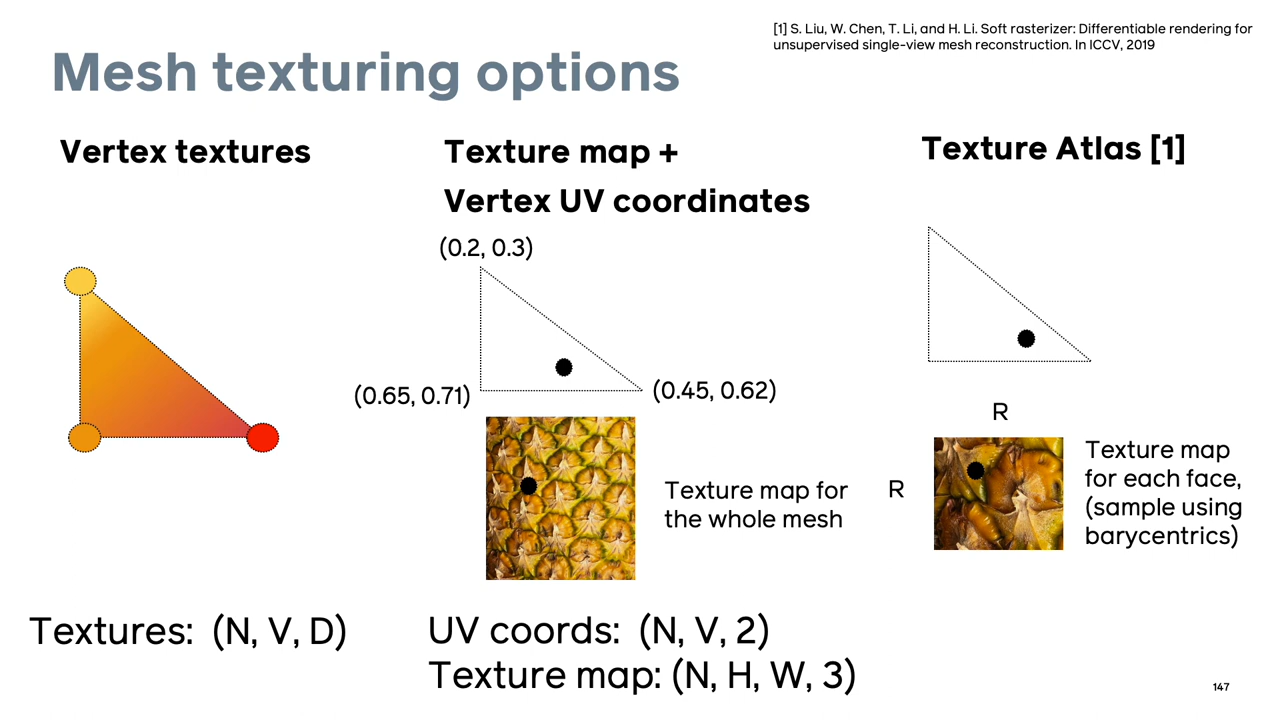 [1] S. Liu, W. Chen, T. Li, and H. Li. Soft rasterizer: Differentiable rendering for
unsupervised single-view mesh reconstruction. In ICCV, 2019
Mesh texturing options
Vertex textures
Texture map +
Vertex UV coordinates
(0.2, 0.3)
(0.65, 0.71)
(0.45, 0.62)
Texture map for
the whole mesh
Texture Atlas [1]
R
R
Texture map
for each face,
(sample using
barycentrics)
Textures: (N, V, D)
UV coords: (N, V, 2)
Texture map: (N, H, W, 3)
147